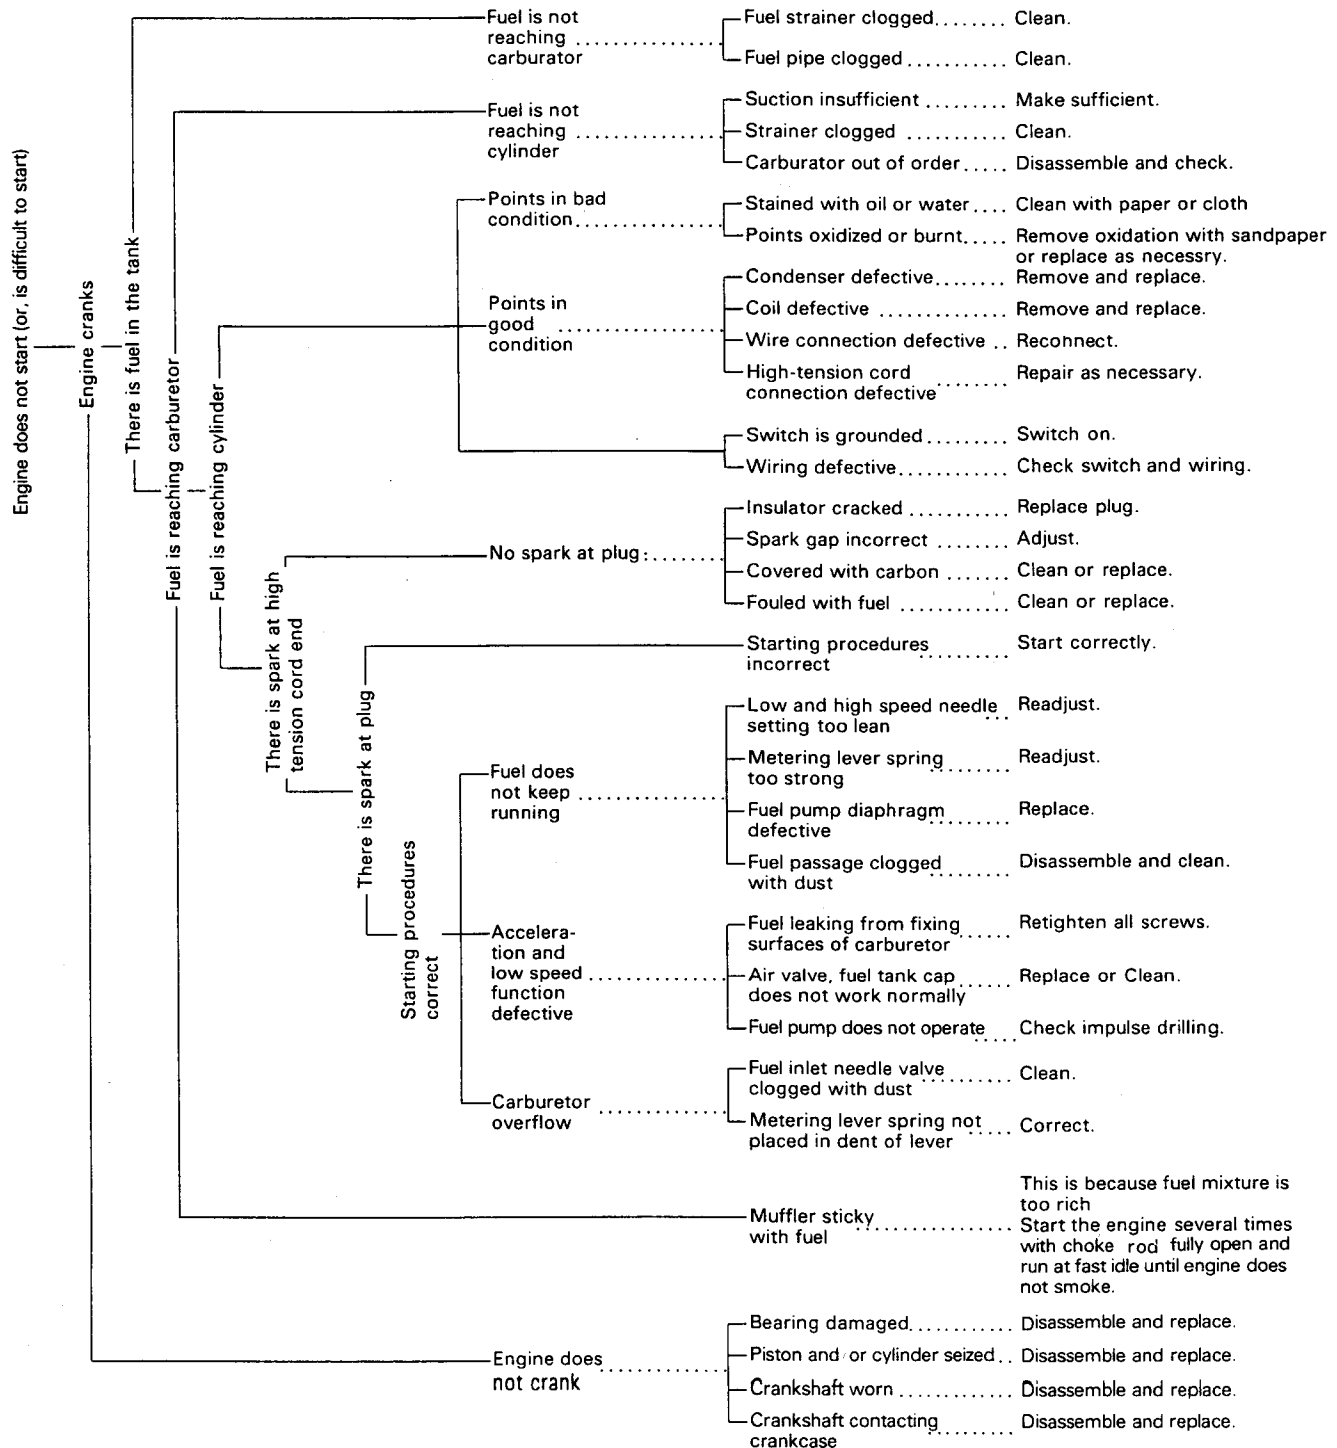 Engine does not start (or, is difficult to start)
Engine cranks
There is fuel in the tank
Fuel is reaching carburetor
Fuel is reaching cylinder
There is spark at high
tension cord end
There is spark at plug
Starting procedures
correct
Fuel is not
reaching
carburator
Fuel strainer clogged........ Clean.
Fuel pipe clogged .......... Clean.
Fuel is not
reaching
cylinder
Suction insufficient ........ Make sufficient.
Strainer clogged .......... Clean.
Carburator out of order..... Disassemble and check.
Points in bad
condition
Stained with oil or water .... Clean with paper or cloth
Points oxidized or burnt..... Remove oxidation with sandpaper
or replace as necessry.
Points in
good
condition
Condenser defective........ Remove and replace.
Coil defective ............. Remove and replace.
Wire connection defective .. Reconnect.
High-tension cord
connection defective ........ Repair as necessary.
Switch is grounded......... Switch on.
Wiring defective............ Check switch and wiring.
No spark at plug:
Insulator cracked ........... Replace plug.
Spark gap incorrect ........ Adjust.
Covered with carbon ....... Clean or replace.
Fouled with fuel ............ Clean or replace.
Starting procedures
incorrect .......... Start correctly.
Fuel does
not keep
running
Low and high speed needle
setting too lean ... Readjust.
Metering lever spring
too strong ......... Readjust.
Fuel pump diaphragm
defective ......... Replace.
Fuel passage clogged
with dust ......... Disassemble and clean.
Accelera-
tion and
low speed
function
defective
Fuel leaking from fixing
surfaces of carburetor ...... Retighten all screws.
Air valve, fuel tank cap
does not work normally ...... Replace or Clean.
Fuel pump does not operate ..... Check impulse drilling.
Carburetor
overflow
Fuel inlet needle valve
clogged with dust ........ Clean.
Metering lever spring not
placed in dent of lever ..... Correct.
Muffler sticky
with fuel
This is because fuel mixture is
too rich
Start the engine several times
with choke rod fully open and
run at fast idle until engine does
not smoke.
Engine does
not crank
Bearing damaged............ Disassemble and replace.
Piston and or cylinder seized .. Disassemble and replace.
Crankshaft worn ............ Disassemble and replace.
Crankshaft contacting
crankcase ......... Disassemble and replace.